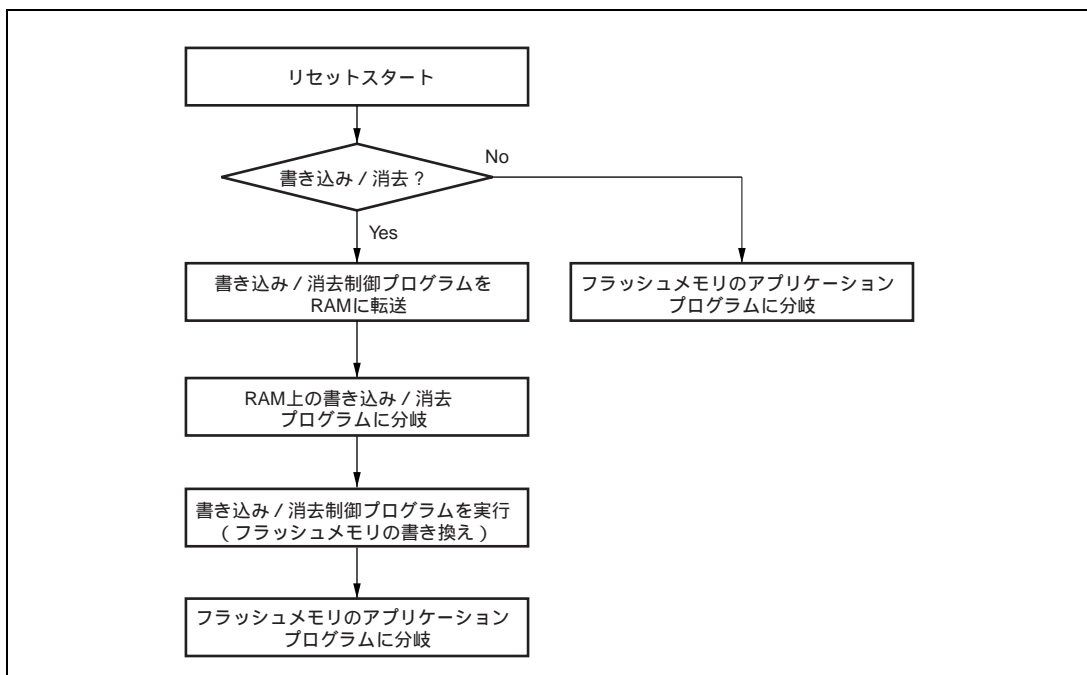 リセットスタート
書き込み / 消去 ?
No
Yes
書き込み / 消去制御プログラムを
RAMに転送
フラッシュメモリのアプリケーション
プログラムに分岐
RAM上の書き込み / 消去
プログラムに分岐
書き込み / 消去制御プログラムを実行
( フラッシュメモリの書き換え )
フラッシュメモリのアプリケーション
プログラムに分岐